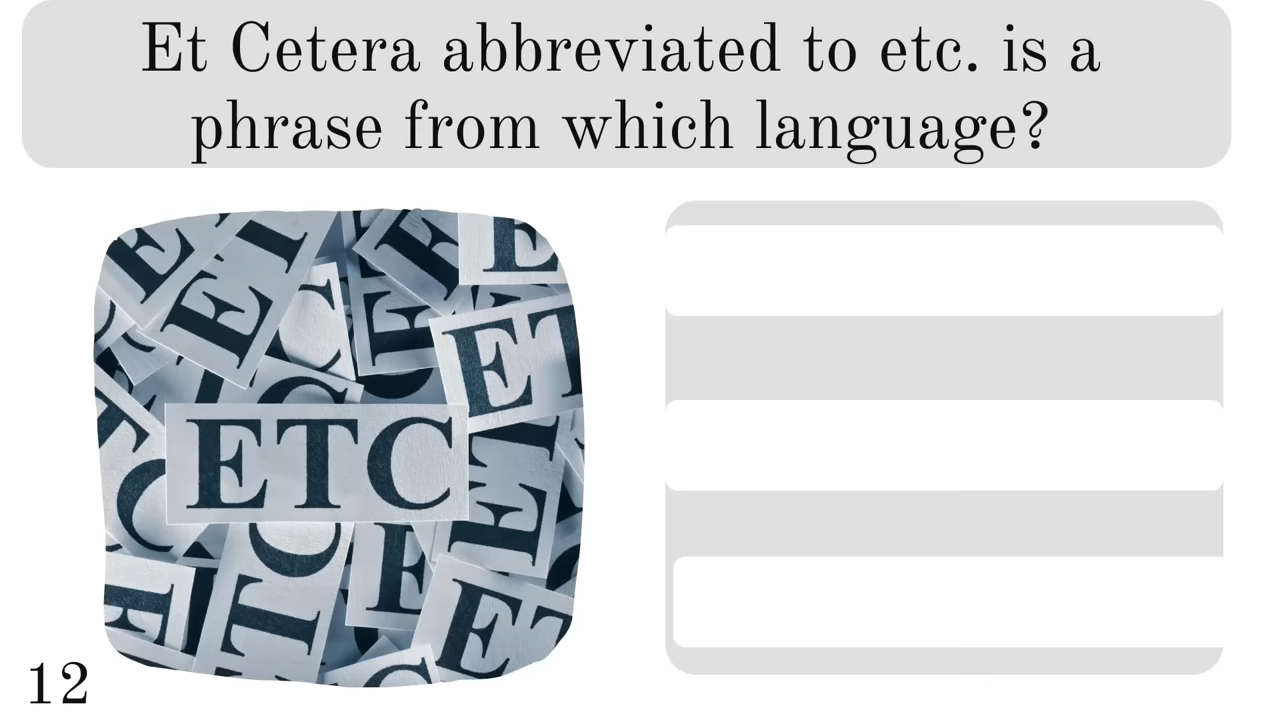 Et Cetera abbreviated to etc. is a
phrase from which language?
ETC
12